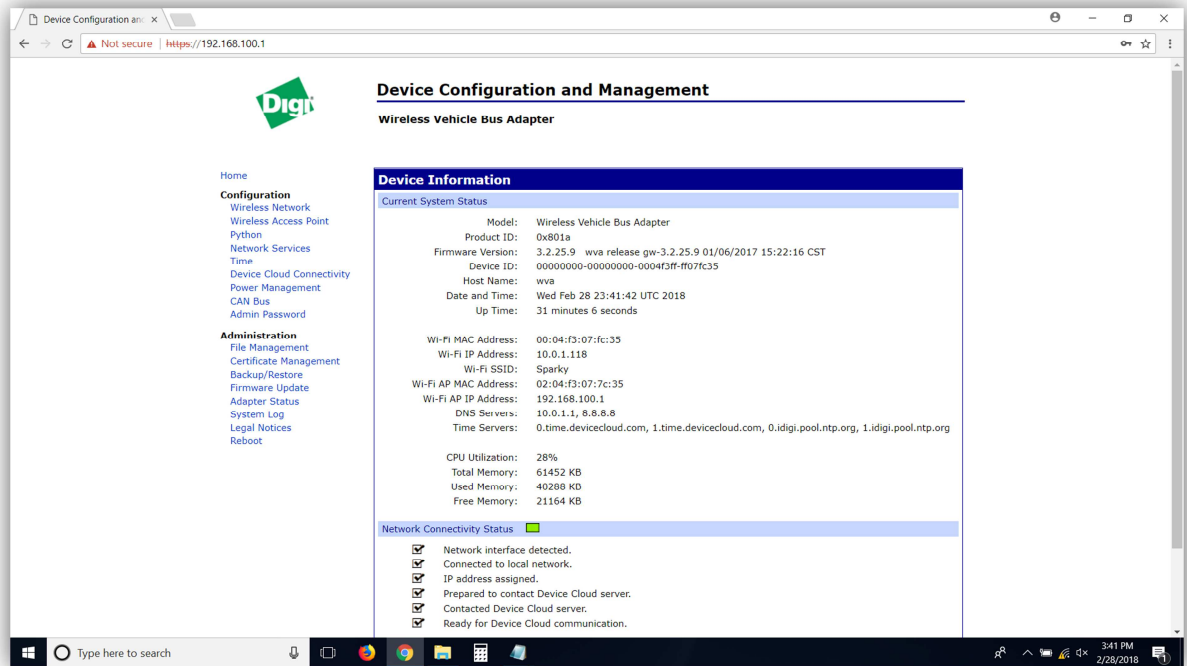 Device Configuration and
Not secure | https://192.168.100.1
Digi
Device Configuration and Management
Wireless Vehicle Bus Adapter
Home
Configuration
Wireless Network
Wireless Access Point
Python
Network Services
Time
Device Cloud Connectivity
Power Management
CAN Bus
Admin Password
Administration
File Management
Certificate Management
Backup/Restore
Firmware Update
Adapter Status
System Log
Legal Notices
Reboot
Device Information
Current System Status
Model: Wireless Vehicle Bus Adapter
Product ID: 0x801a
Firmware Version: 3.2.25.9 wva release gw-3.2.25.9 01/06/2017 15:22:16 CST
Device ID: 00000000-00000000-0004f3ff-ff07fc35
Host Name: wva
Date and Time: Wed Feb 28 23:41:42 UTC 2018
Up Time: 31 minutes 6 seconds
Wi-Fi MAC Address: 00:04:f3:07:fc:35
Wi-Fi IP Address: 10.0.1.118
Wi-Fi SSID: Sparky
Wi-Fi AP MAC Address: 02:04:f3:07:7c:35
Wi-Fi AP IP Address: 192.168.100.1
DNS Servers: 10.0.1.1, 8.8.8.8
Time Servers: 0.time.devicecloud.com, 1.time.devicecloud.com, 0.idigi.pool.ntp.org, 1.idigi.pool.ntp.org
CPU Utilization: 28%
Total Memory: 61452 KB
Used Memory: 40288 KB
Free Memory: 21164 KB
Network Connectivity Status
Network interface detected.
Connected to local network.
IP address assigned.
Prepared to contact Device Cloud server.
Contacted Device Cloud server.
Ready for Device Cloud communication.
Type here to search
3:41 PM
2/28/2018
1